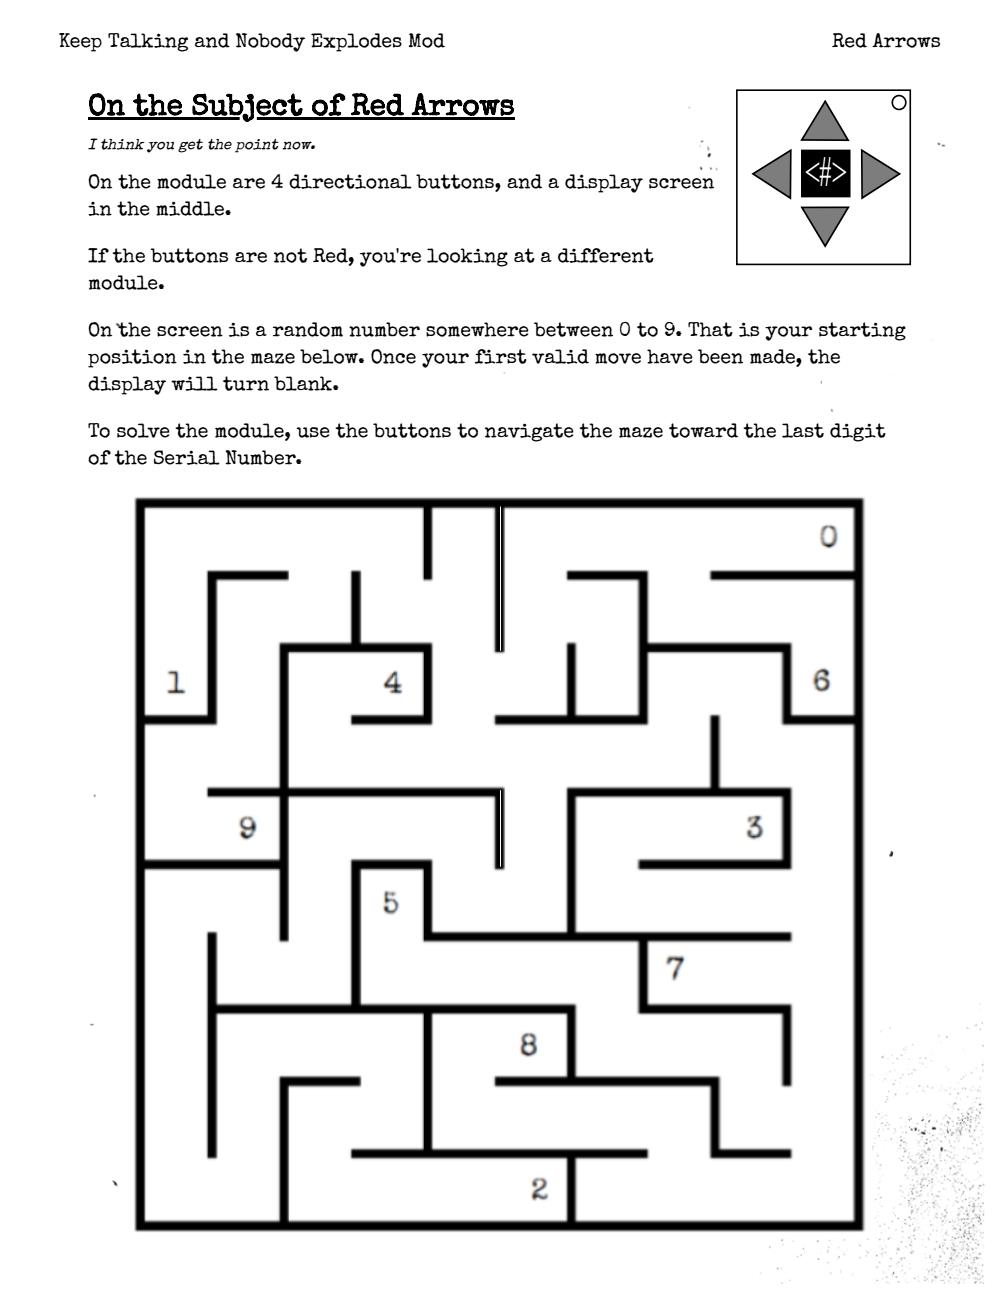 Keep Talking and Nobody Explodes Mod
Red Arrows
On the Subject of Red Arrows
I think you get the point now.
On the module are 4 directional buttons, and a display screen
in the middle.
<#>
If the buttons are not Red, you're looking at a different
module.
On the screen is a random number somewhere between 0 to 9. That is your starting
position in the maze below. Once your first valid move have been made, the
display will turn blank.
To solve the module, use the buttons to navigate the maze toward the last digit
of the Serial Number.
0
1
4
6
9
3
5
7
8
2